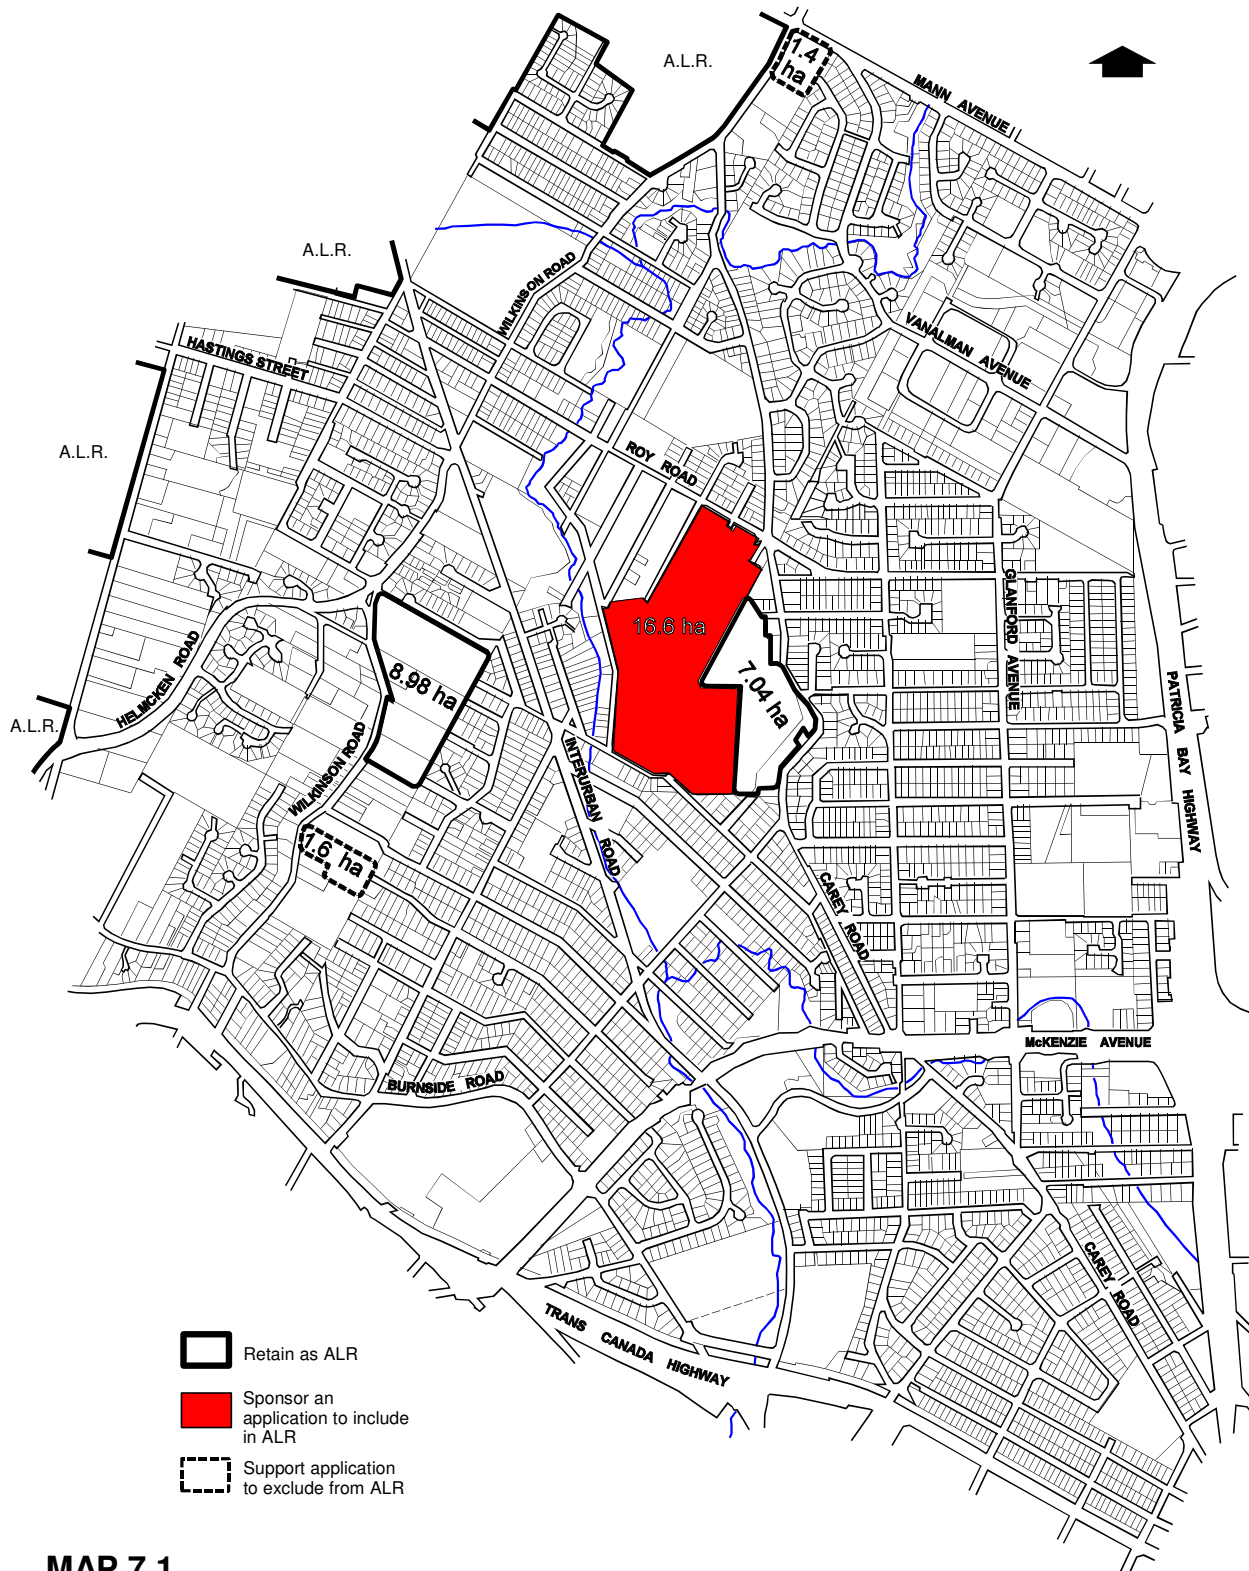 A.L.R.
1.4
ha
MANN AVENUE
A.L.R.
WILKINSON ROAD
HASTINGS STREET
VANALMAN AVENUE
A.L.R.
ROY ROAD
GLANFORD AVENUE
16.6 ha
HELMCKEN ROAD
8.98 ha
7.04 ha
PATRICIA BAY HIGHWAY
A.L.R.
WILKINSON ROAD
INTERURBAN ROAD
1.6 ha
CAREY ROAD
McKENZIE AVENUE
BURNSIDE ROAD
CAREY ROAD
TRANS CANADA HIGHWAY
Retain as ALR
Sponsor an
application to include
in ALR
Support application
to exclude from ALR
MAP 7.1